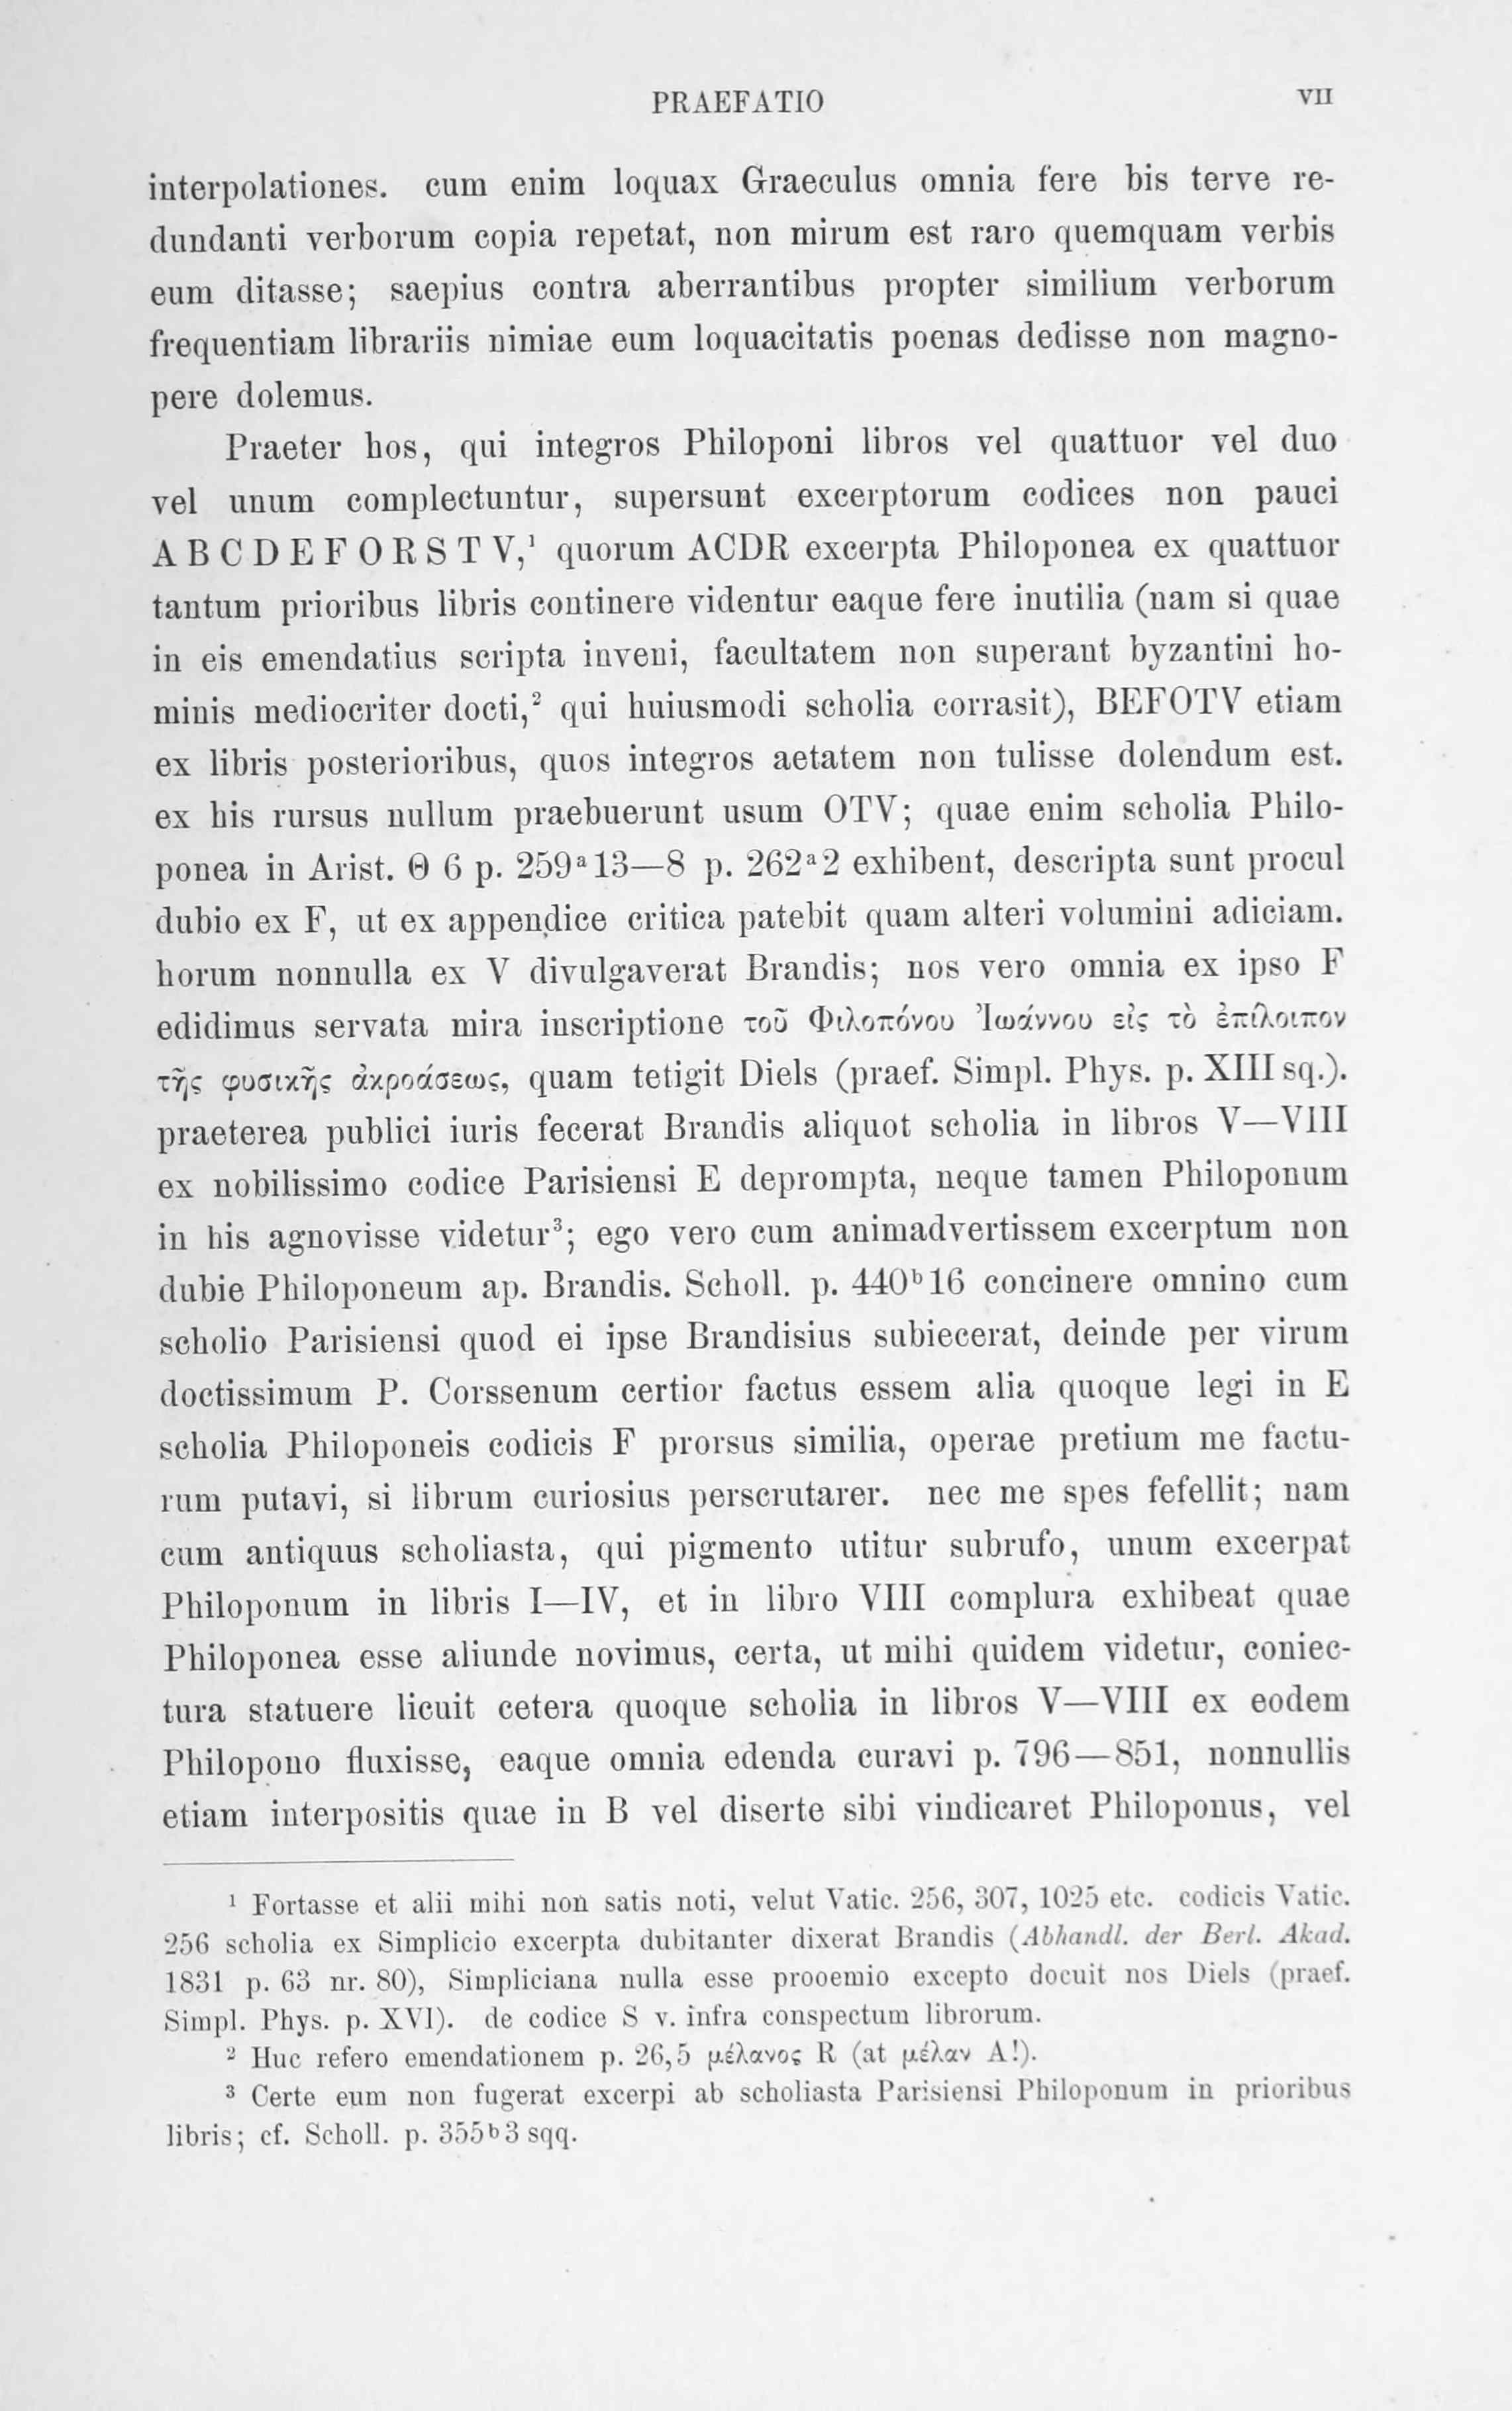 PRAEFATIO VII
interpolationes. cum enim loquax Graeculus omnia fere bis terve re-
dundanti verborum copia repetat, non mirum est raro quemquam verbis
eum ditasse; saepius contra aberrantibus propter similium verborum
frequentiam librariis nimiae eum loquacitatis poenas dedisse non magno-
pere dolemus.
Praeter hos, qui integros Philoponi libros vel quattuor vel duo
vel unum complectuntur, supersunt excerptorum codices non pauci
A B C D E F O R S T V,¹ quorum ACDR excerpta Philoponea ex quattuor
tantum prioribus libris continere videntur eaque fere inutilia (nam si quae
in eis emendatius scripta inveni, facultatem non superant byzantini ho-
minis mediocriter docti,² qui huiusmodi scholia corrasit), BEFOTV etiam
ex libris posterioribus, quos integros aetatem non tulisse dolendum est.
ex his rursus nullum praebuerunt usum OTV; quae enim scholia Philo-
ponea in Arist. Θ 6 p. 259ᵃ13—8 p. 262ᵃ2 exhibent, descripta sunt procul
dubio ex F, ut ex appendice critica patebit quam alteri volumini adiciam.
horum nonnulla ex V divulgaverat Brandis; nos vero omnia ex ipso F
edidimus servata mira inscriptione τοῦ Φιλοπόνου Ἰωάννου εἰς τὸ ἐπίλοιπον
τῆς φυσικῆς ἀκροάσεως, quam tetigit Diels (praef. Simpl. Phys. p. XIII sq.).
praeterea publici iuris fecerat Brandis aliquot scholia in libros V—VIII
ex nobilissimo codice Parisiensi E deprompta, neque tamen Philoponum
in his agnovisse videtur³; ego vero cum animadvertissem excerptum non
dubie Philoponeum ap. Brandis. Scholl. p. 440ᵇ16 concinere omnino cum
scholio Parisiensi quod ei ipse Brandisius subiecerat, deinde per virum
doctissimum P. Corssenum certior factus essem alia quoque legi in E
scholia Philoponeis codicis F prorsus similia, operae pretium me factu-
rum putavi, si librum curiosius perscrutarer. nec me spes fefellit; nam
cum antiquus scholiasta, qui pigmento utitur subrufo, unum excerpat
Philoponum in libris I—IV, et in libro VIII complura exhibeat quae
Philoponea esse aliunde novimus, certa, ut mihi quidem videtur, coniec-
tura statuere licuit cetera quoque scholia in libros V—VIII ex eodem
Philopono fluxisse, eaque omnia edenda curavi p. 796—851, nonnullis
etiam interpositis quae in B vel diserte sibi vindicaret Philoponus, vel
¹ Fortasse et alii mihi non satis noti, velut Vatic. 256, 307, 1025 etc. codicis Vatic.
256 scholia ex Simplicio excerpta dubitanter dixerat Brandis (Abhandl. der Berl. Akad.
1831 p. 63 nr. 80), Simpliciana nulla esse prooemio excepto docuit nos Diels (praef.
Simpl. Phys. p. XVI). de codice S v. infra conspectum librorum.
² Huc refero emendationem p. 26,5 μέλανος R (at μέλαν A!).
³ Certe eum non fugerat excerpi ab scholiasta Parisiensi Philoponum in prioribus
libris; cf. Scholl. p. 355ᵇ3 sqq.